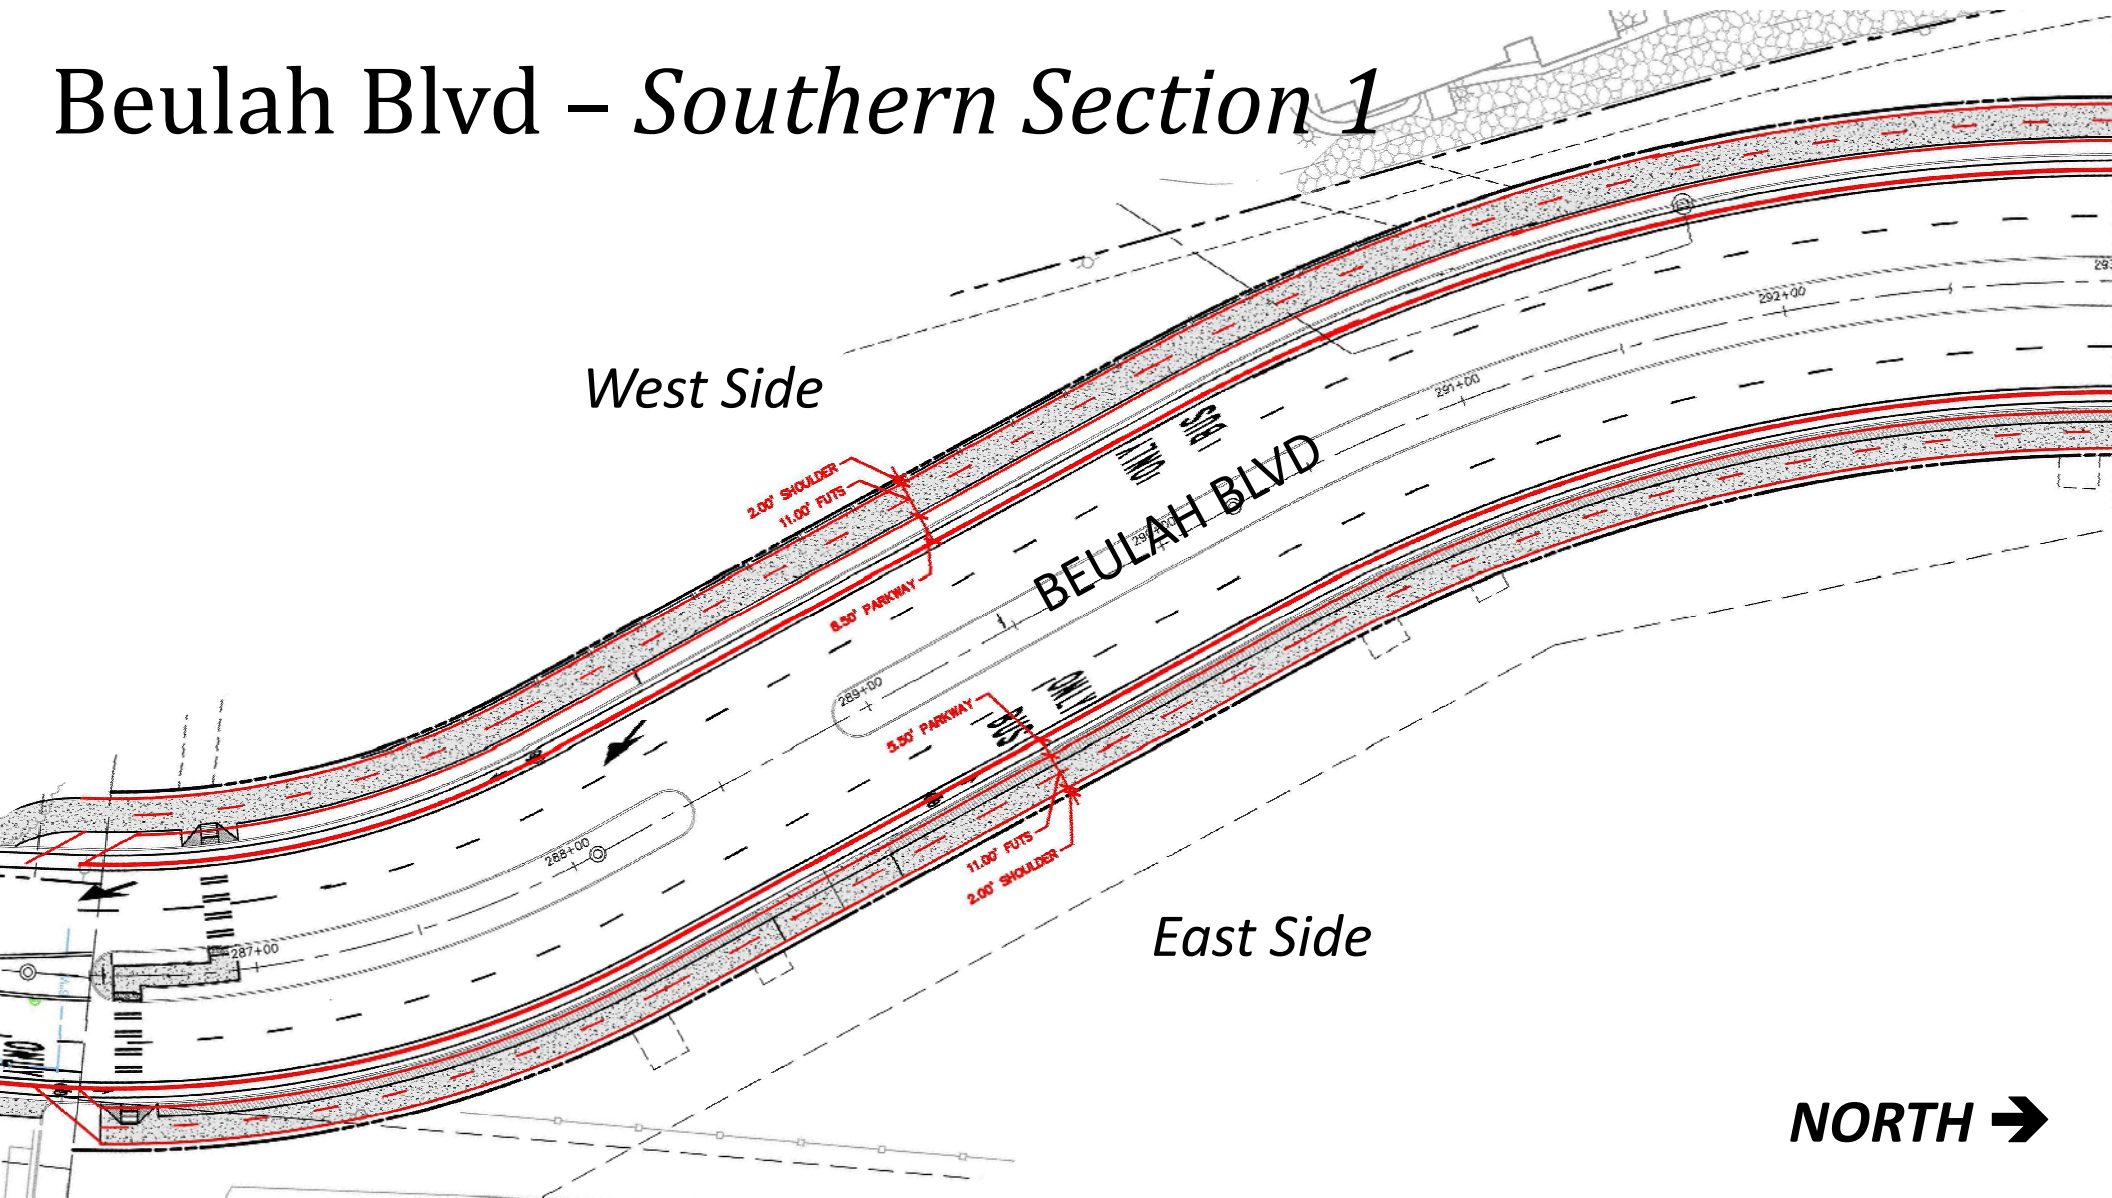 Beulah Blvd – Southern Section 1
292+00
West Side
291+00
BUS
ONLY
BEULAH BLVD
2.00' SHOULDER
11.00' FUTS
6.50' PARKWAY
289+00
ONLY
BUS
5.50' PARKWAY
288+00
11.00' FUTS
2.00' SHOULDER
East Side
287+00
ONLY
NORTH